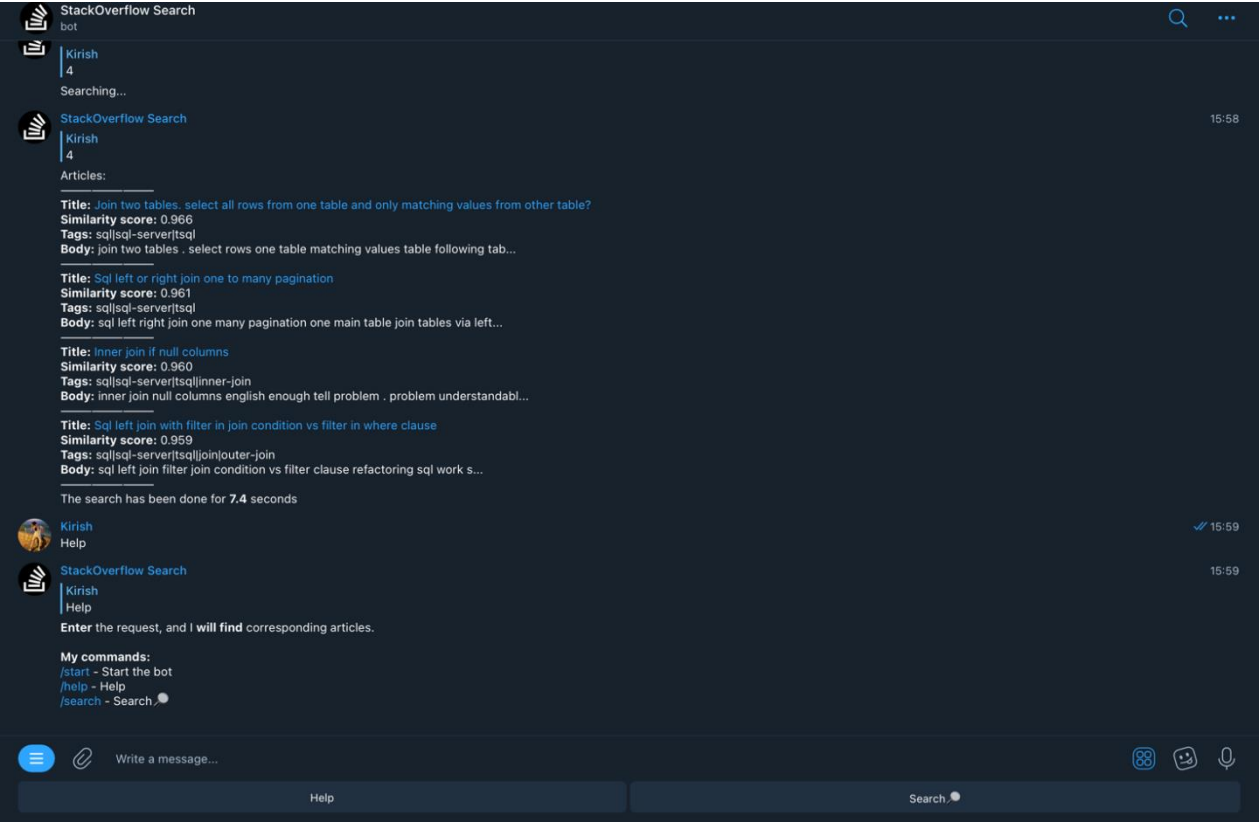 StackOverflow Search
bot
Kirish
4
Searching...
StackOverflow Search
15:58
Kirish
4
Articles:
Title: Join two tables. select all rows from one table and only matching values from other table?
Similarity score: 0.966
Tags: sql|sql-server|tsql
Body: join two tables . select rows one table matching values table following tab...
Title: Sql left or right join one to many pagination
Similarity score: 0.961
Tags: sql|sql-server|tsql
Body: sql left right join one many pagination one main table join tables via left...
Title: Inner join if null columns
Similarity score: 0.960
Tags: sql|sql-server|tsql|inner-join
Body: inner join null columns english enough tell problem . problem understandabl...
Title: Sql left join with filter in join condition vs filter in where clause
Similarity score: 0.959
Tags: sql|sql-server|tsql|join|outer-join
Body: sql left join filter join condition vs filter clause refactoring sql work s...
The search has been done for 7.4 seconds
Kirish
15:59
Help
StackOverflow Search
15:59
Kirish
Help
Enter the request, and I will find corresponding articles.
My commands:
/start - Start the bot
/help - Help
/search - Search
Write a message...
Help
Search